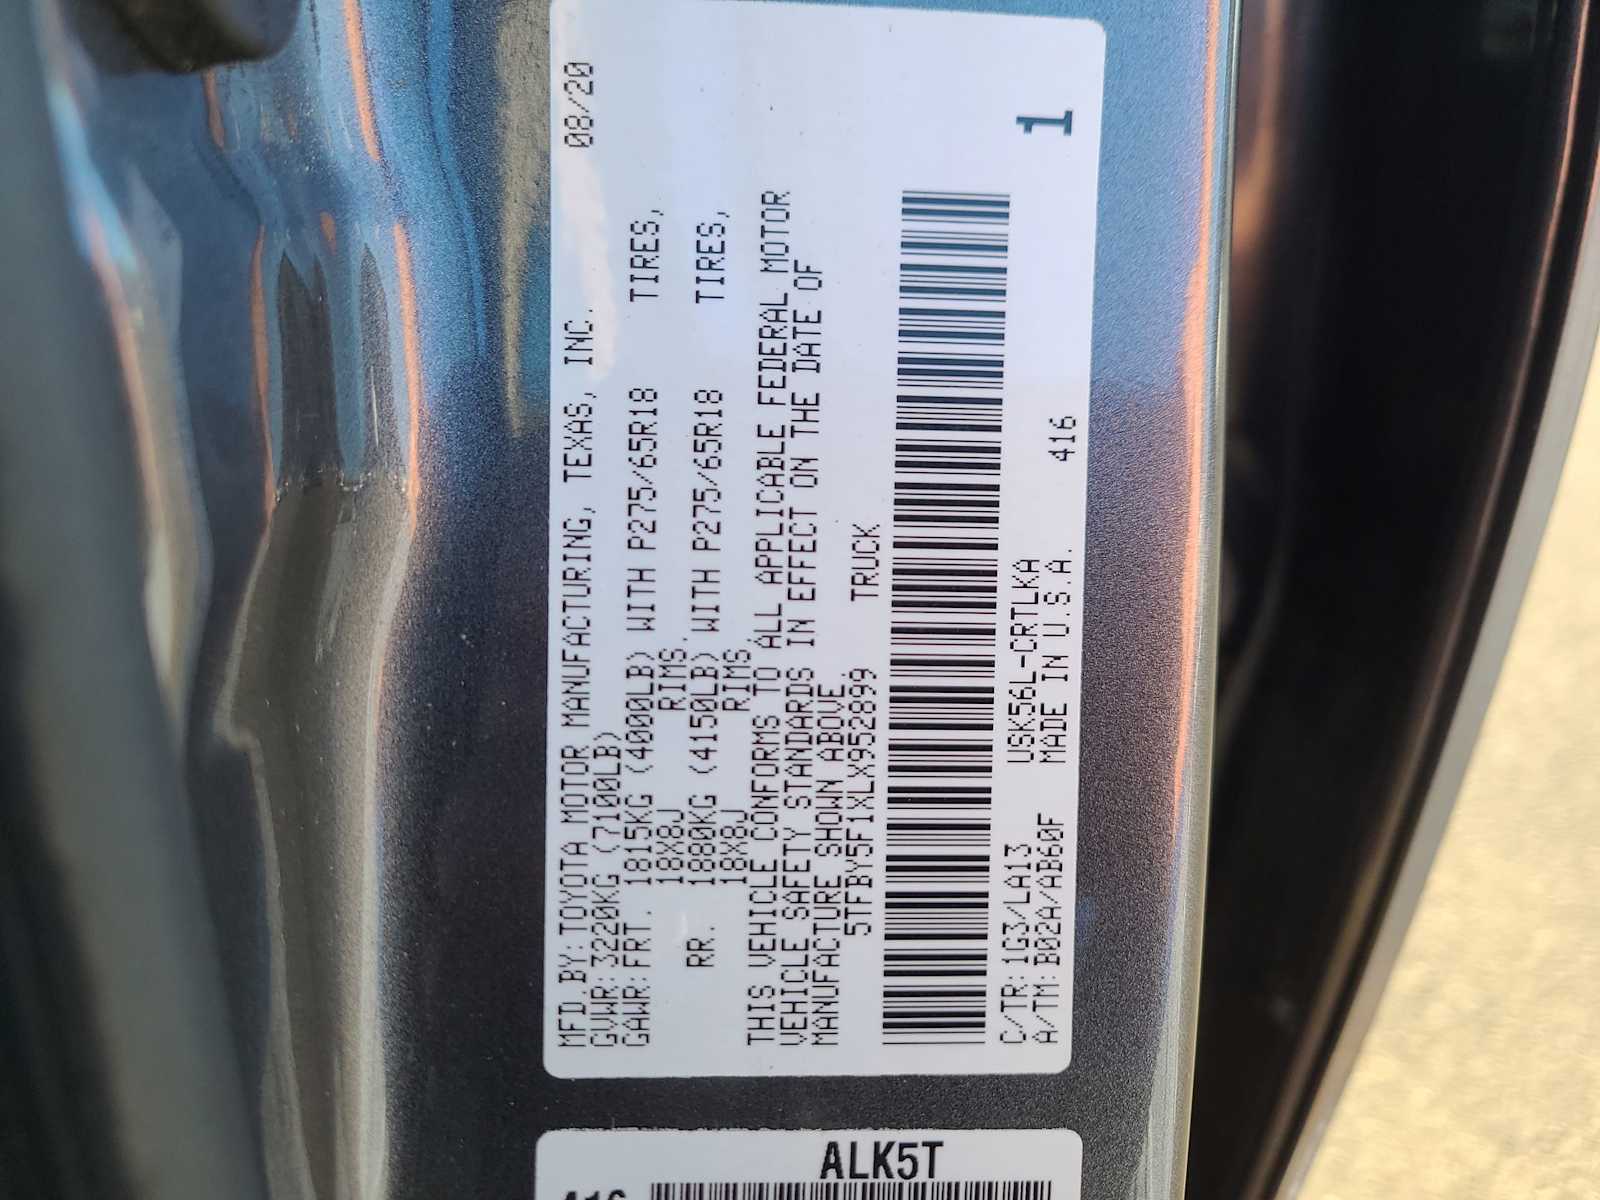 MFD.BY:TOYOTA MOTOR MANUFACTURING, TEXAS, INC. 08/20
GVWR:3220KG (7100LB)
GAWR:FRT. 1815KG (4000LB) WITH P275/65R18 TIRES,
18X8J RIMS,
RR. 1880KG (4150LB) WITH P275/65R18 TIRES,
18X8J RIMS.
THIS VEHICLE CONFORMS TO ALL APPLICABLE FEDERAL MOTOR
VEHICLE SAFETY STANDARDS IN EFFECT ON THE DATE OF
MANUFACTURE SHOWN ABOVE.
5TFBY5F1XLX952899. TRUCK
C/TR:1G3/LA13 USK56L-CRTLKA 1
A/TM:B02A/AB60F MADE IN U.S.A. 416
ALK5T
416